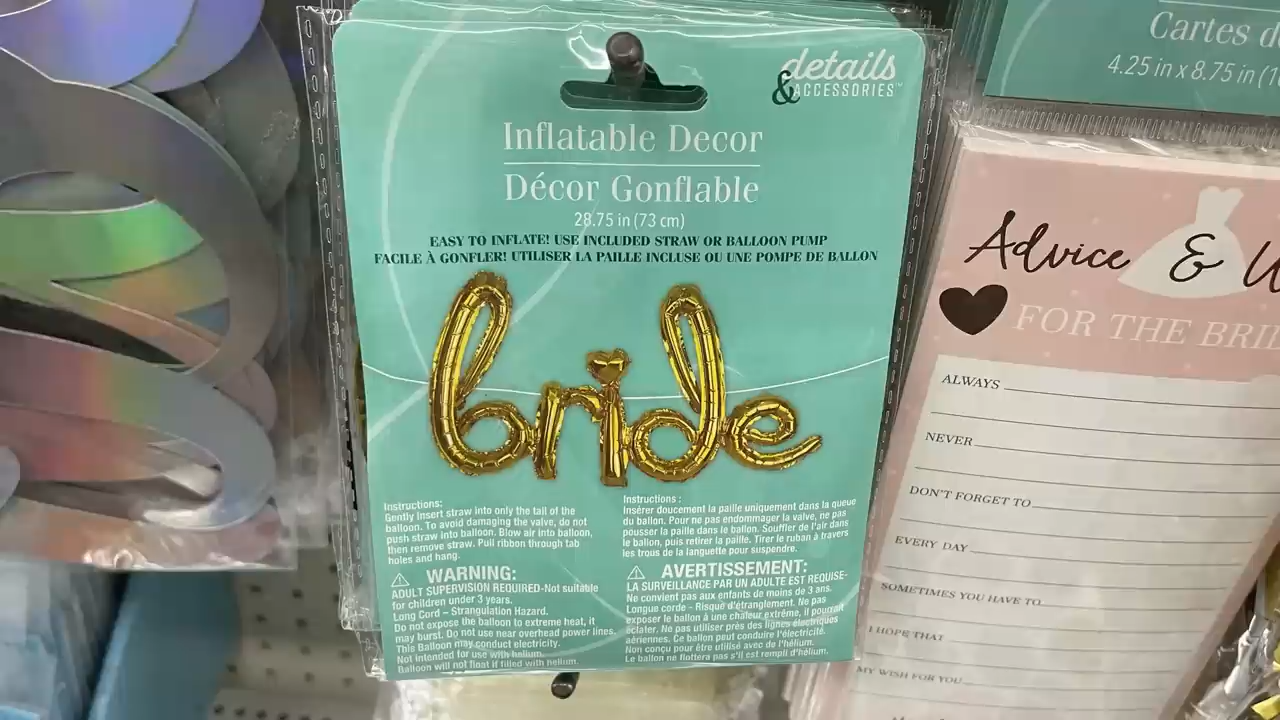 details
& ACCESSORIES™
Inflatable Decor
Décor Gonflable
28.75 in (73 cm)
EASY TO INFLATE! USE INCLUDED STRAW OR BALLOON PUMP
FACILE À GONFLER! UTILISER LA PAILLE INCLUSE OU UNE POMPE DE BALLON
bride
Instructions:
Gently insert straw into only the tail of the
balloon. To avoid damaging the valve, do not
push straw into balloon. Blow air into balloon,
then remove straw. Pull ribbon through tab
holes and hang.
WARNING:
ADULT SUPERVISION REQUIRED-Not suitable
for children under 3 years.
Long Cord – Strangulation Hazard.
Do not expose the balloon to extreme heat, it
may burst. Do not use near overhead power lines.
This Balloon may conduct electricity.
Not intended for use with helium.
Balloon will not float if filled with helium.
Instructions :
Insérer doucement la paille uniquement dans la queue
du ballon. Pour ne pas endommager la valve, ne pas
pousser la paille dans le ballon. Souffler de l'air dans
le ballon, puis retirer la paille. Tirer le ruban à travers
les trous de la languette pour suspendre.
AVERTISSEMENT:
LA SURVEILLANCE PAR UN ADULTE EST REQUISE-
Ne convient pas aux enfants de moins de 3 ans.
Longue corde – Risque d'étranglement. Ne pas
exposer le ballon à une chaleur extrême, il pourrait
éclater. Ne pas utiliser près des lignes électriques
aériennes. Ce ballon peut conduire l'électricité.
Non conçu pour être utilisé avec de l'hélium.
Le ballon ne flottera pas s'il est rempli d'hélium.
Cartes
4.25 in x 8.75 in
Advice &
FOR THE
ALWAYS
NEVER
DON'T FORGET TO
EVERY DAY
SOMETIMES YOU HAVE TO
I HOPE THAT
MY WISH FOR YOU